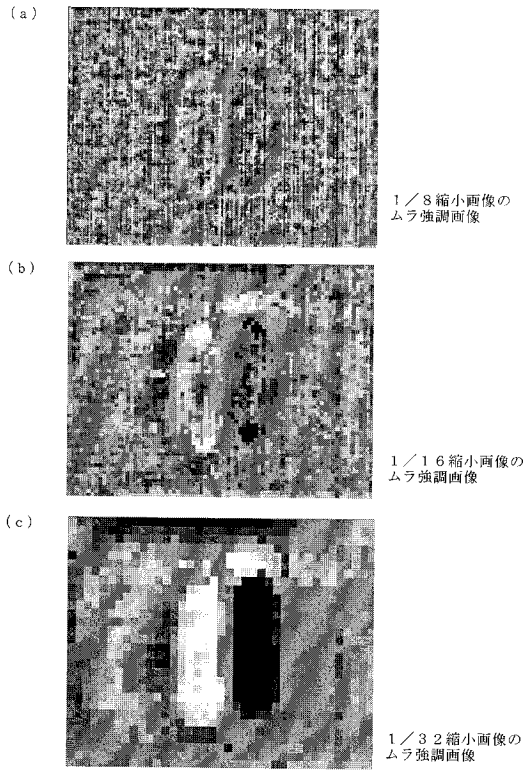 (a)
1/8縮小画像の
ムラ強調画像
(b)
1/16縮小画像の
ムラ強調画像
(c)
1/32縮小画像の
ムラ強調画像